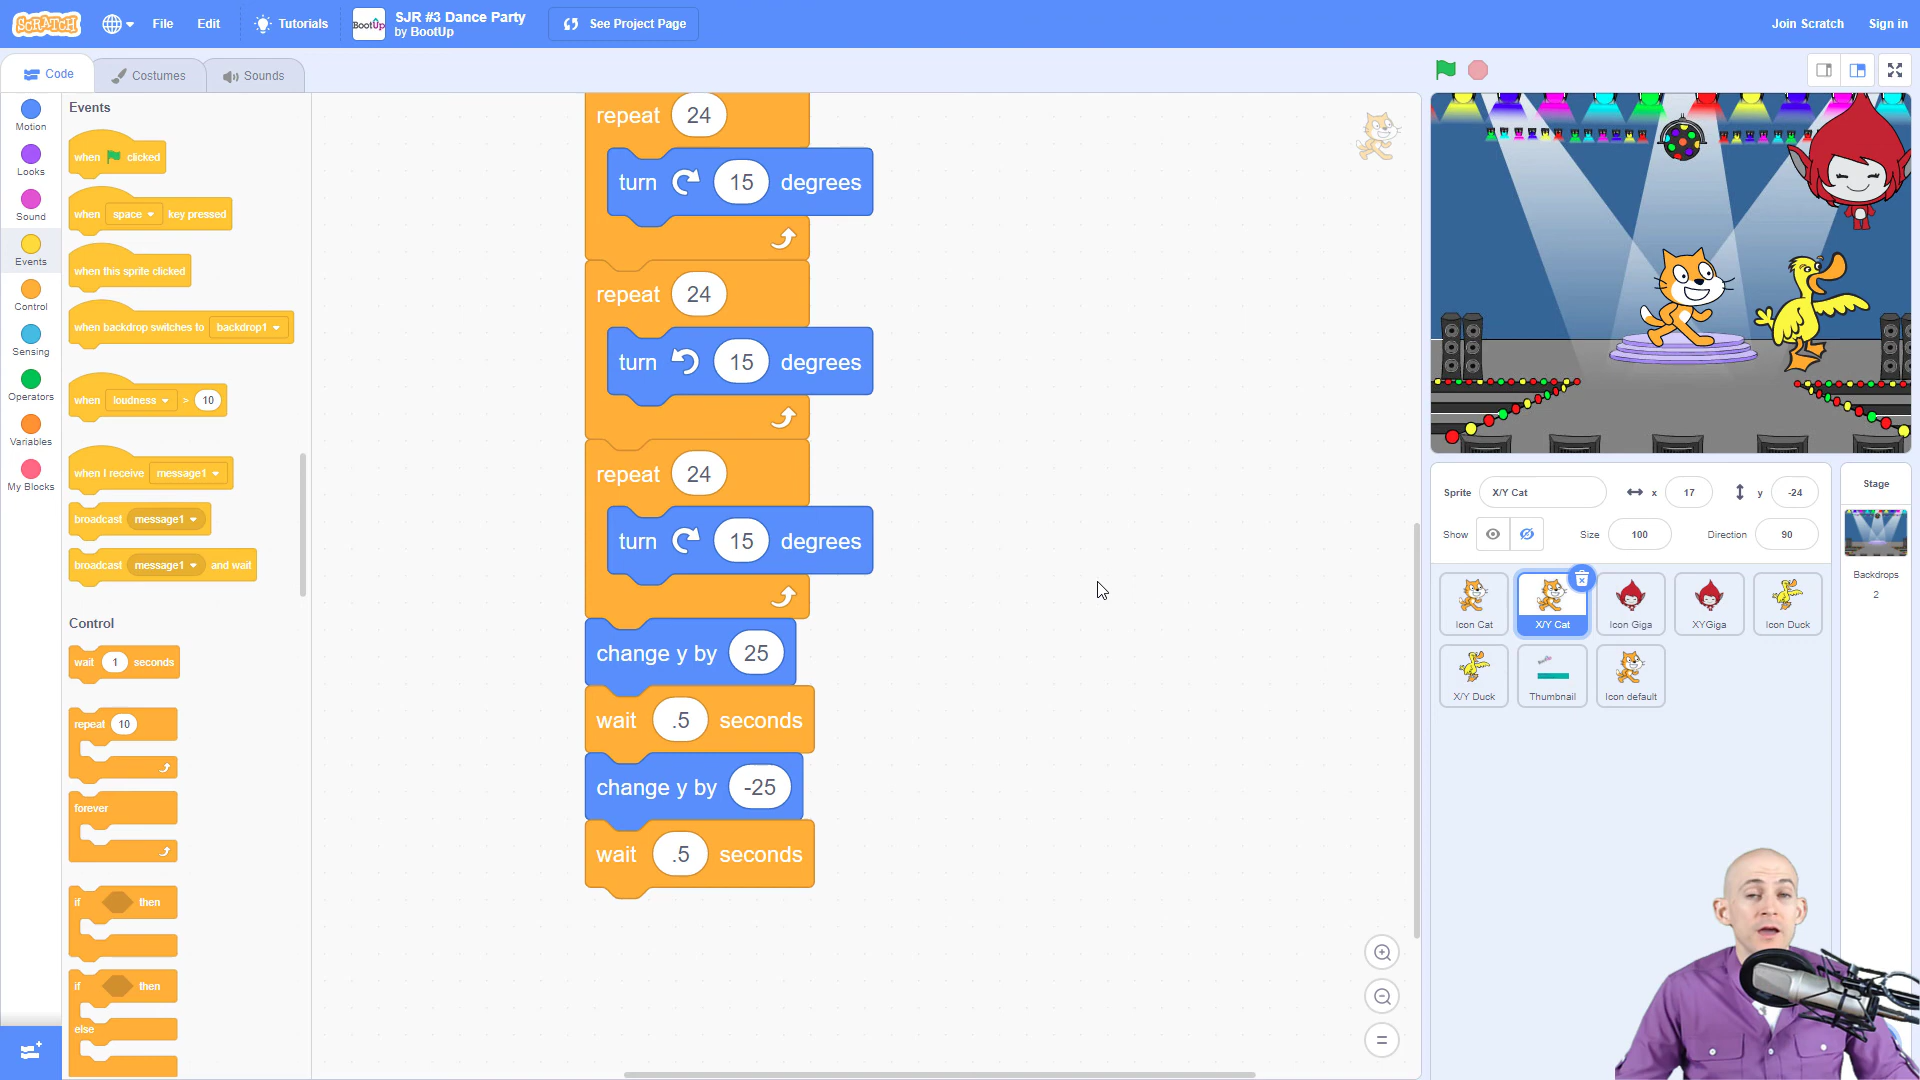 SCRATCH
File
Edit
Tutorials
BootUp
SJR #3 Dance Party
by BootUp
See Project Page
Join Scratch
Sign in
Code
Costumes
Sounds
Motion
Looks
Sound
Events
Control
Sensing
Operators
Variables
My Blocks
Events
when clicked
when space key pressed
when this sprite clicked
when backdrop switches to backdrop1
when loudness > 10
when I receive message1
broadcast message1
broadcast message1 and wait
Control
wait 1 seconds
repeat 10
forever
if then
if then
else
repeat 24
turn 15 degrees
repeat 24
turn 15 degrees
repeat 24
turn 15 degrees
change y by 25
wait .5 seconds
change y by -25
wait .5 seconds
Sprite X/Y Cat x 17 y -24
Show Size 100 Direction 90
Icon Cat
X/Y Cat
Icon Giga
XYGiga
Icon Duck
X/Y Duck
Thumbnail
Icon default
Stage
Backdrops
2